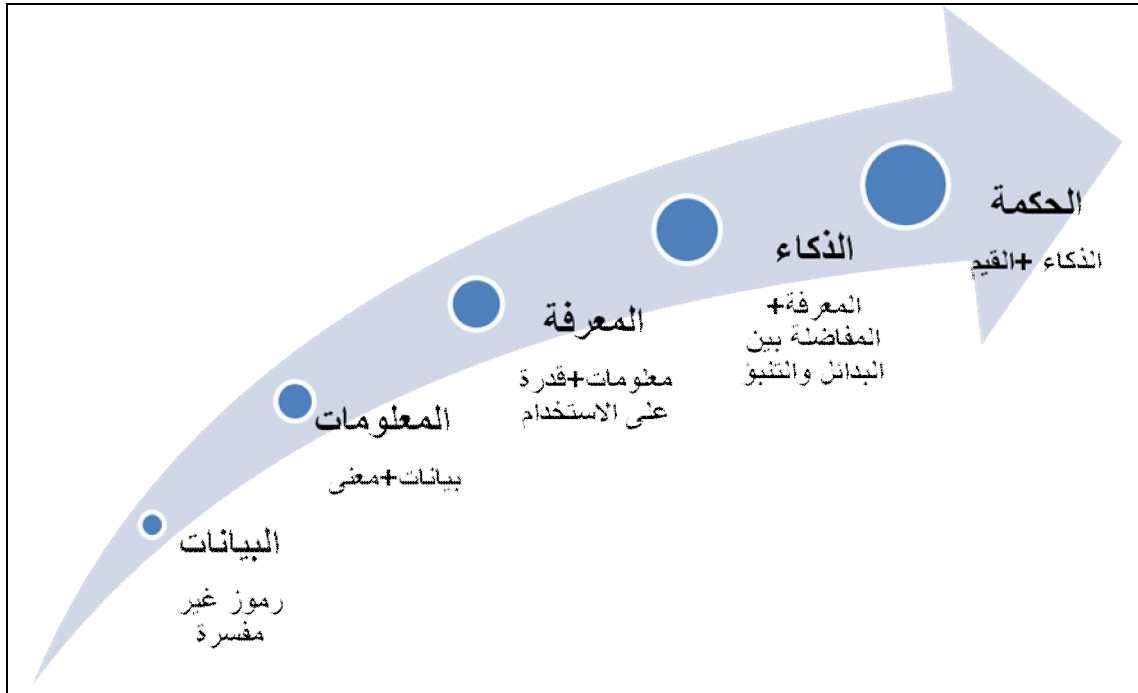 البيانات
رموز غير
مفسرة
المعلومات
بيانات+معنى
المعرفة
معلومات+قدرة
على الاستخدام
الذكاء
المعرفة+
المفاضلة بين
البدائل والتنبؤ
الحكمة
الذكاء +القيم